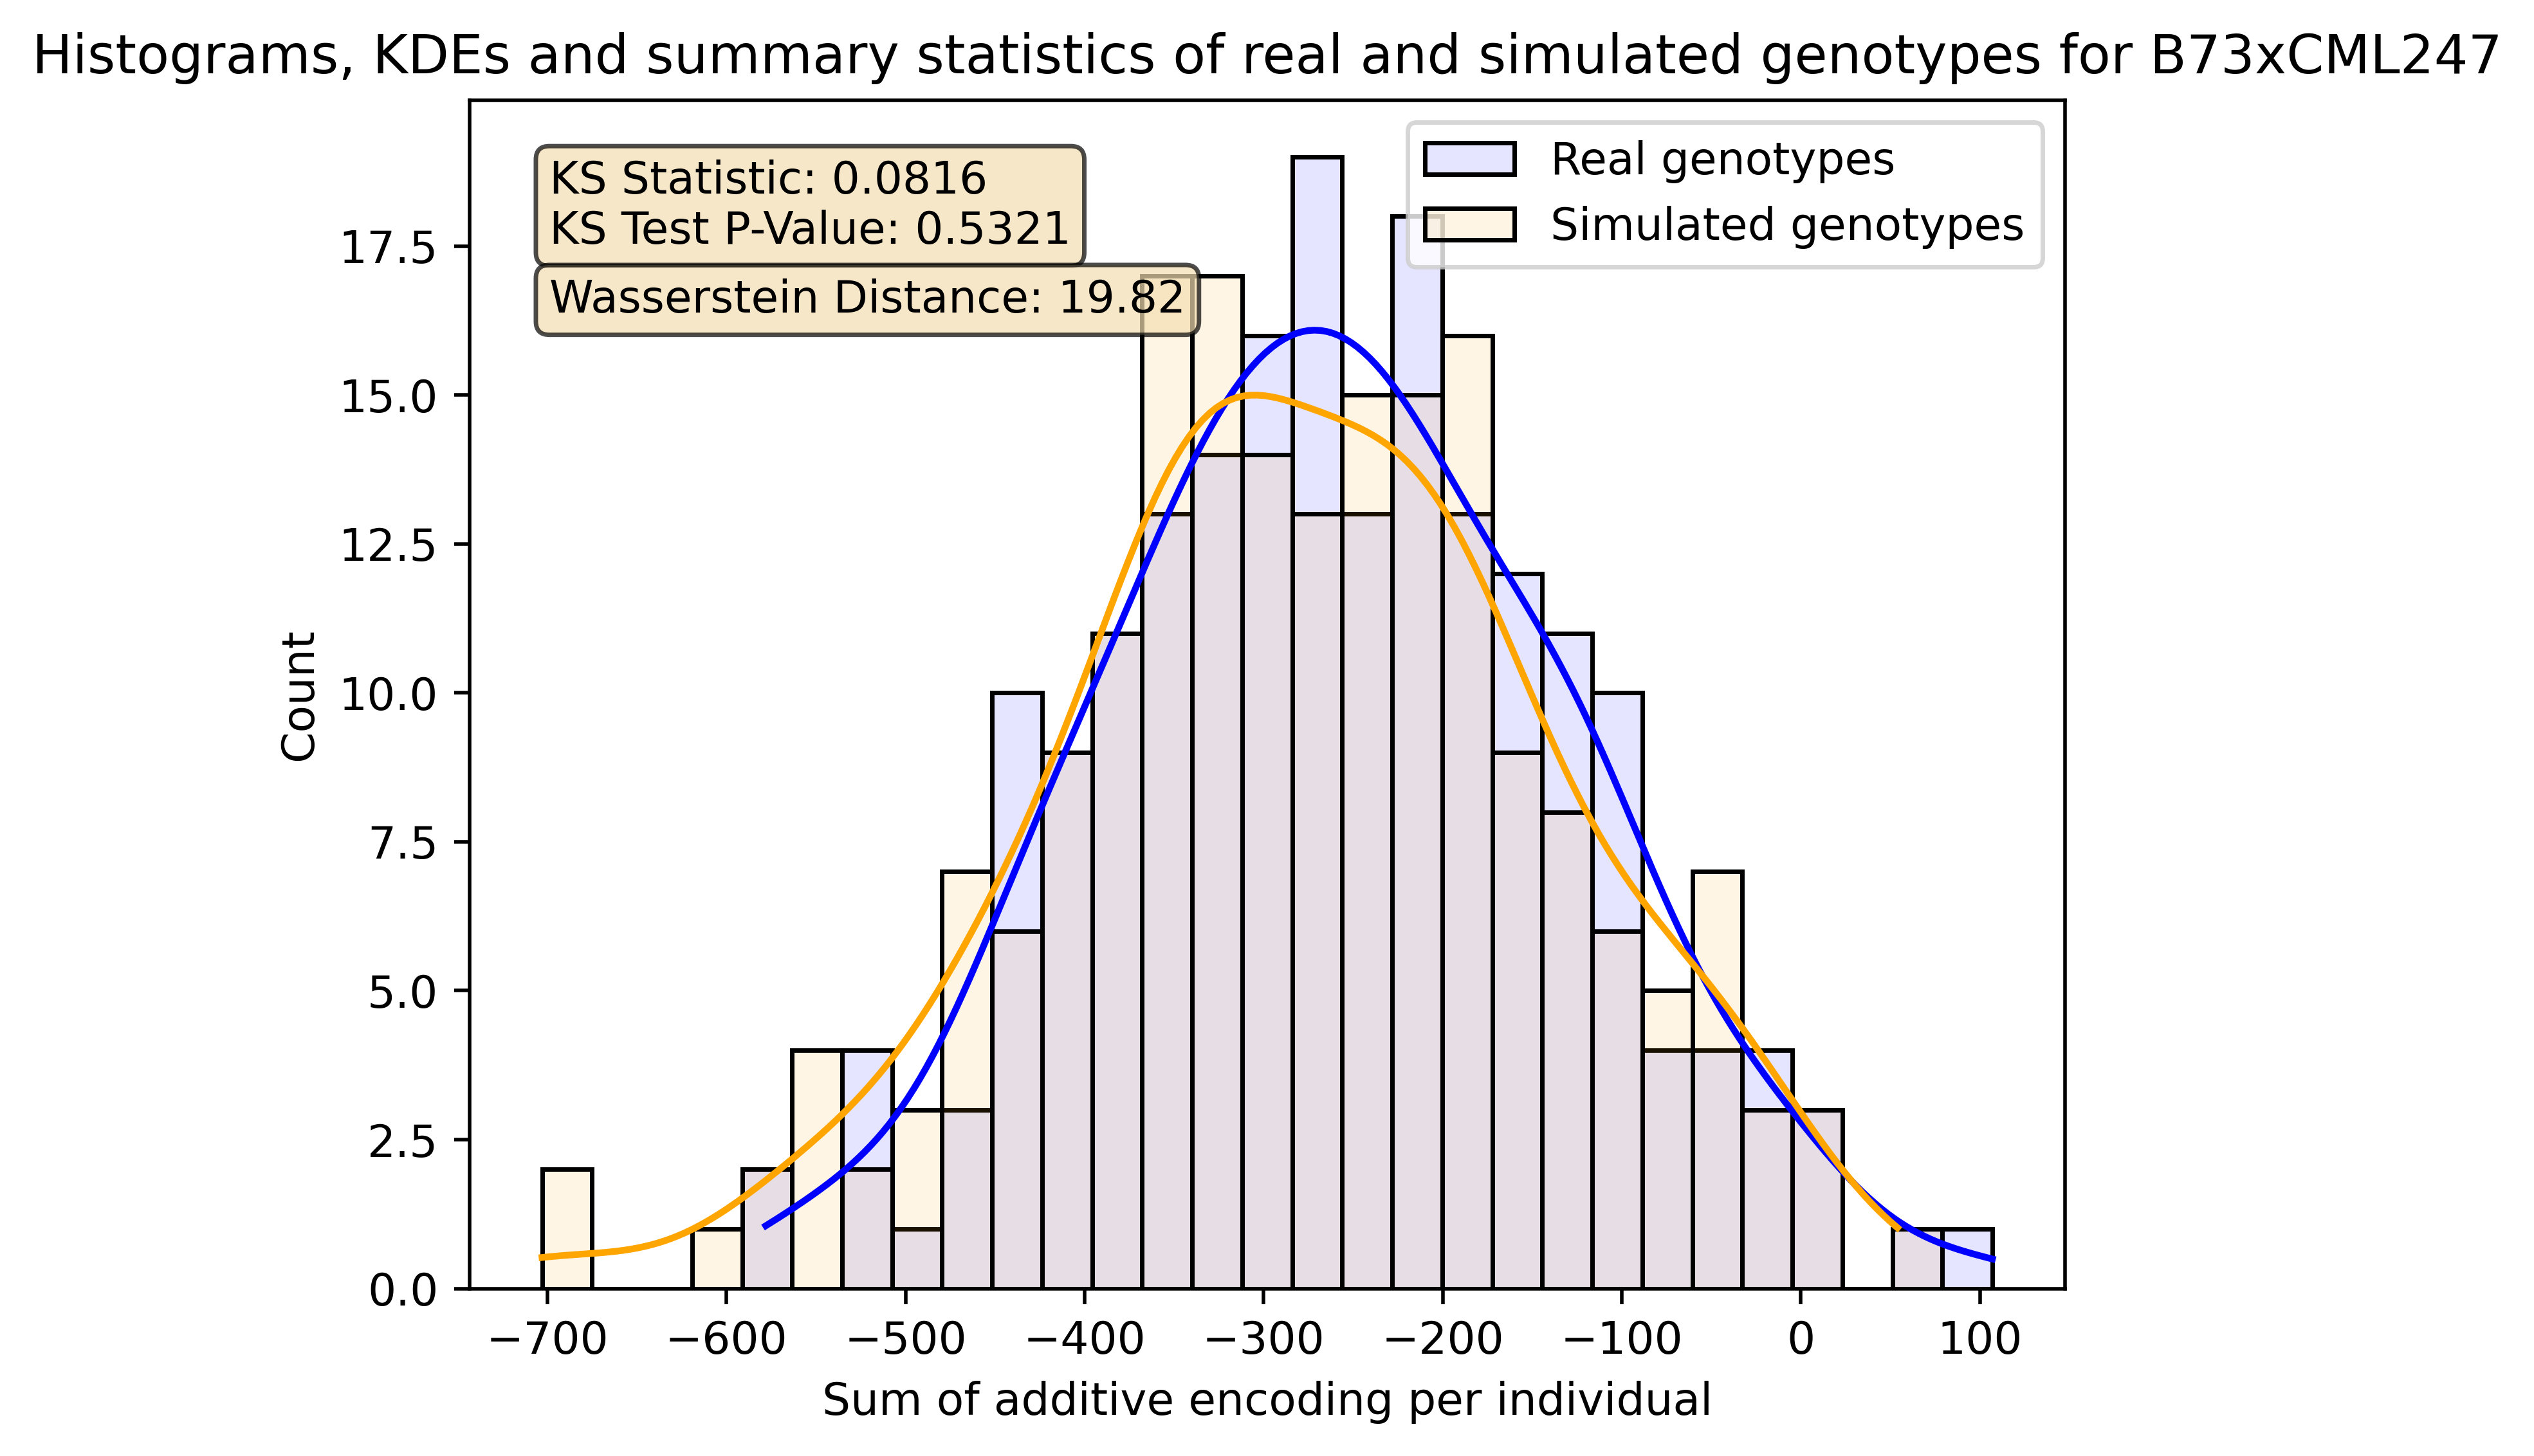 Histograms, KDEs and summary statistics of real and simulated genotypes for B73xCML247
KS Statistic: 0.0816
KS Test P-Value: 0.5321
Wasserstein Distance: 19.82
Real genotypes
Simulated genotypes
17.5
15.0
12.5
10.0
7.5
5.0
2.5
0.0
Count
−700 −600 −500 −400 −300 −200 −100 0 100
Sum of additive encoding per individual